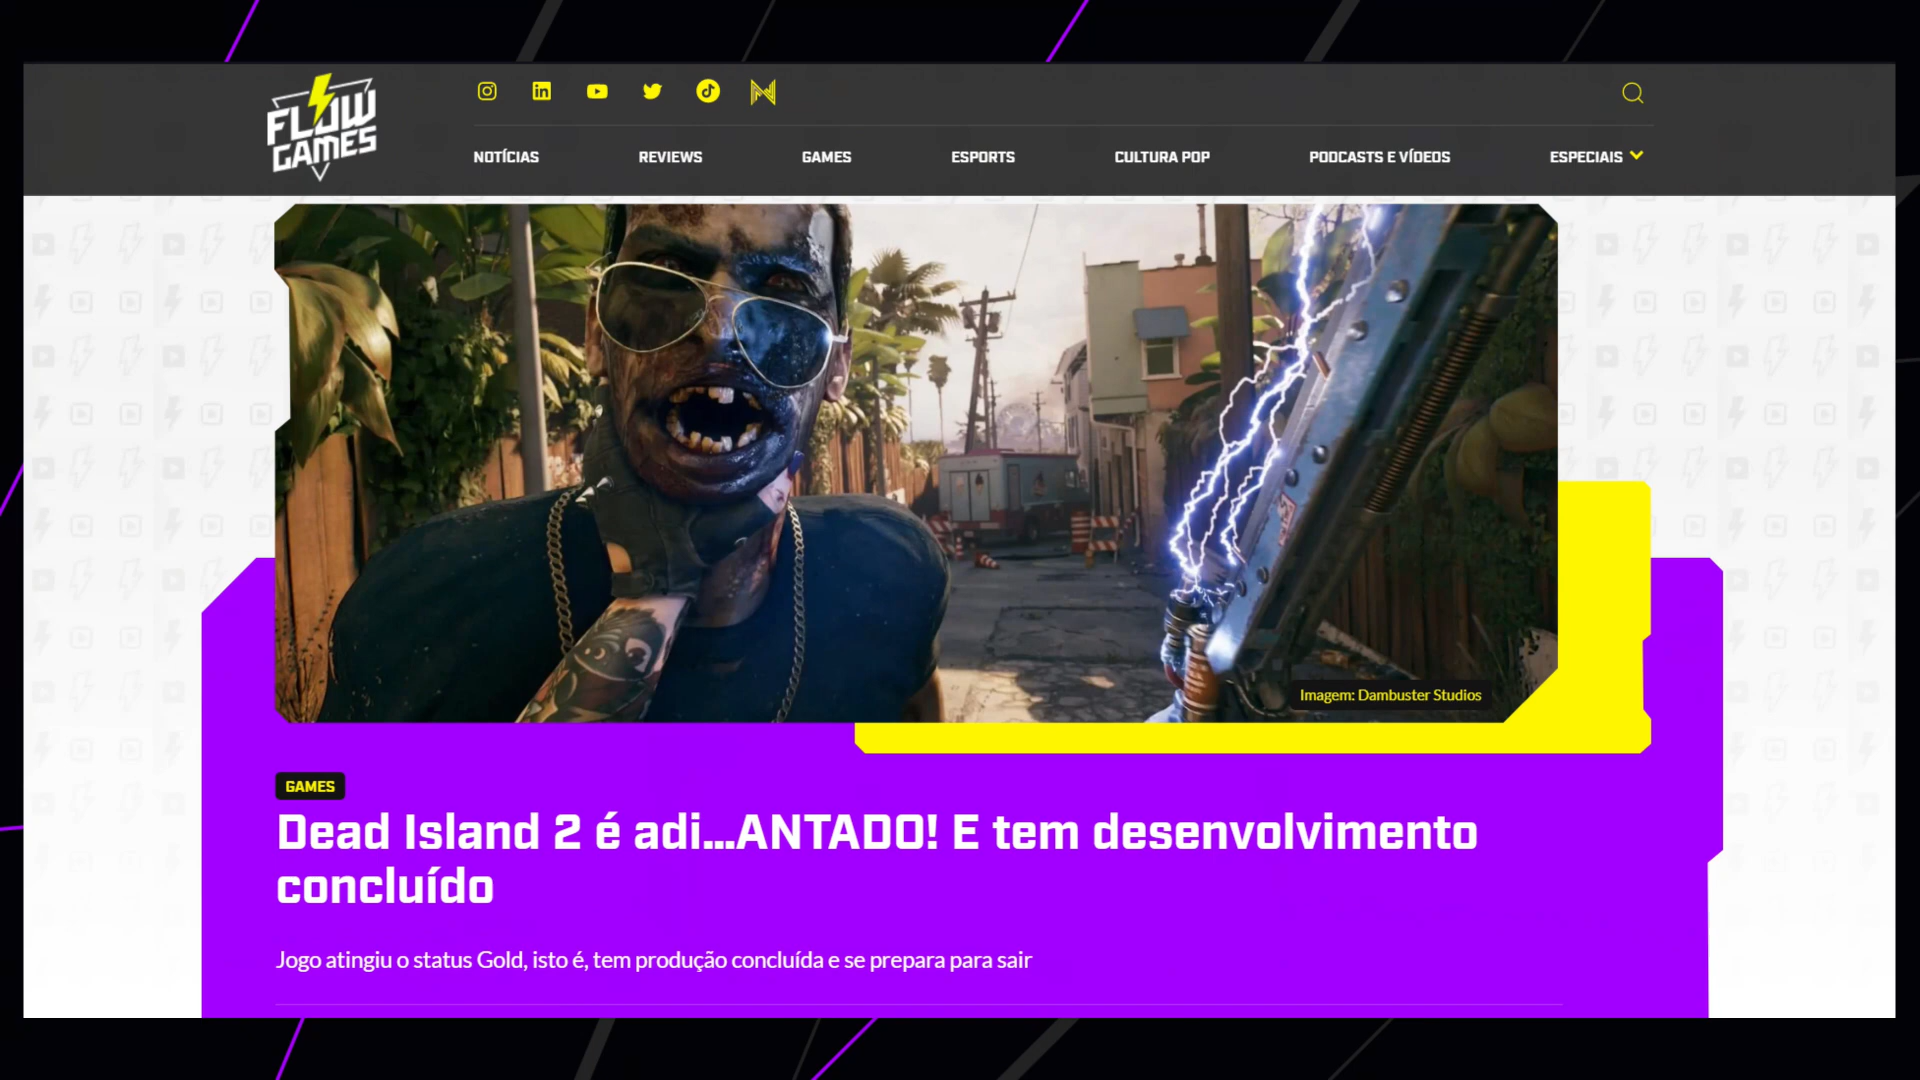 FLOW
GAMES
NOTÍCIAS
REVIEWS
GAMES
ESPORTS
CULTURA POP
PODCASTS E VÍDEOS
ESPECIAIS
Imagem: Dambuster Studios
GAMES
Dead Island 2 é adi...ANTADO! E tem desenvolvimento
concluído
Jogo atingiu o status Gold, isto é, tem produção concluída e se prepara para sair